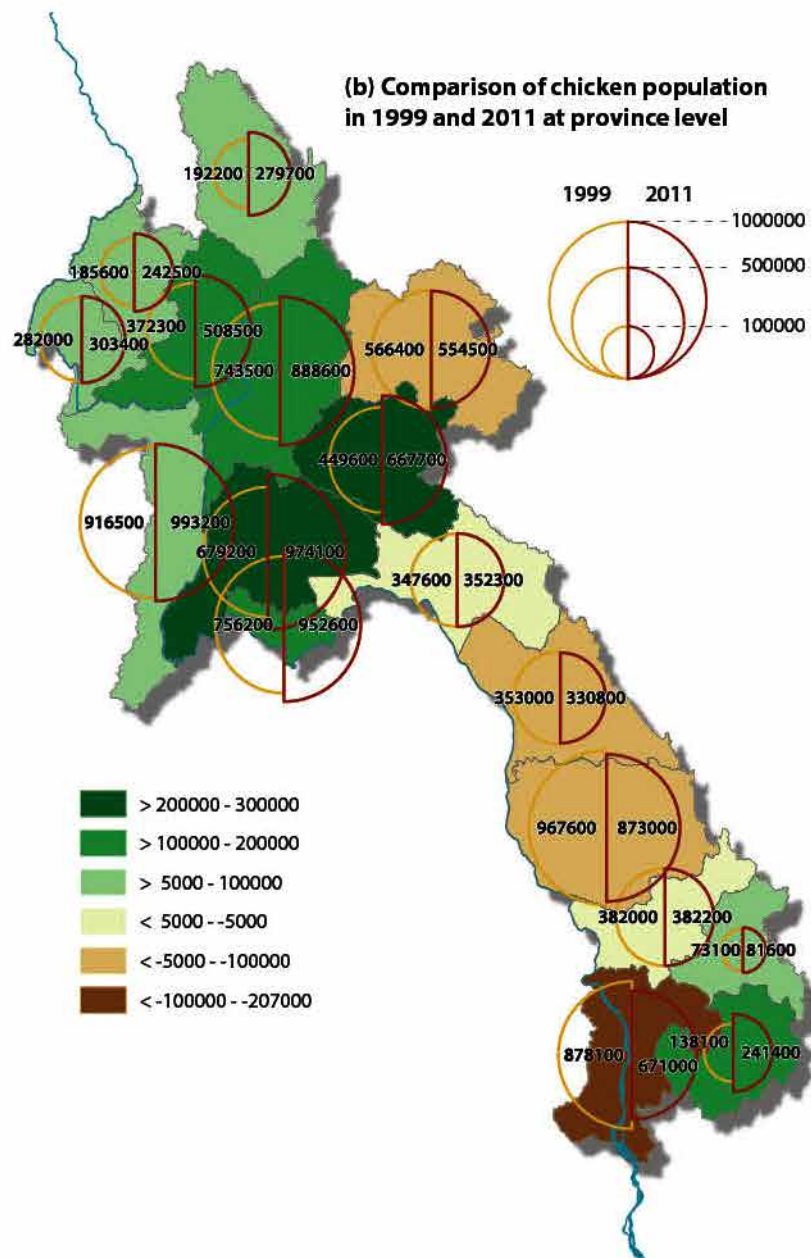 (b) Comparison of chicken population
in 1999 and 2011 at province level
1999 2011
1000000
500000
100000
192200 279700
185600 242500
282000 303400
372300 508500
743500 888600
566400 554500
449600 667700
916500 993200
679200 974100
756200 952600
347600 352300
353000 330800
967600 873000
382000 382200
73100 81600
878100 671000
138100 241400
> 200000 - 300000
> 100000 - 200000
> 5000 - 100000
< 5000 - -5000
< -5000 - -100000
< -100000 - -207000